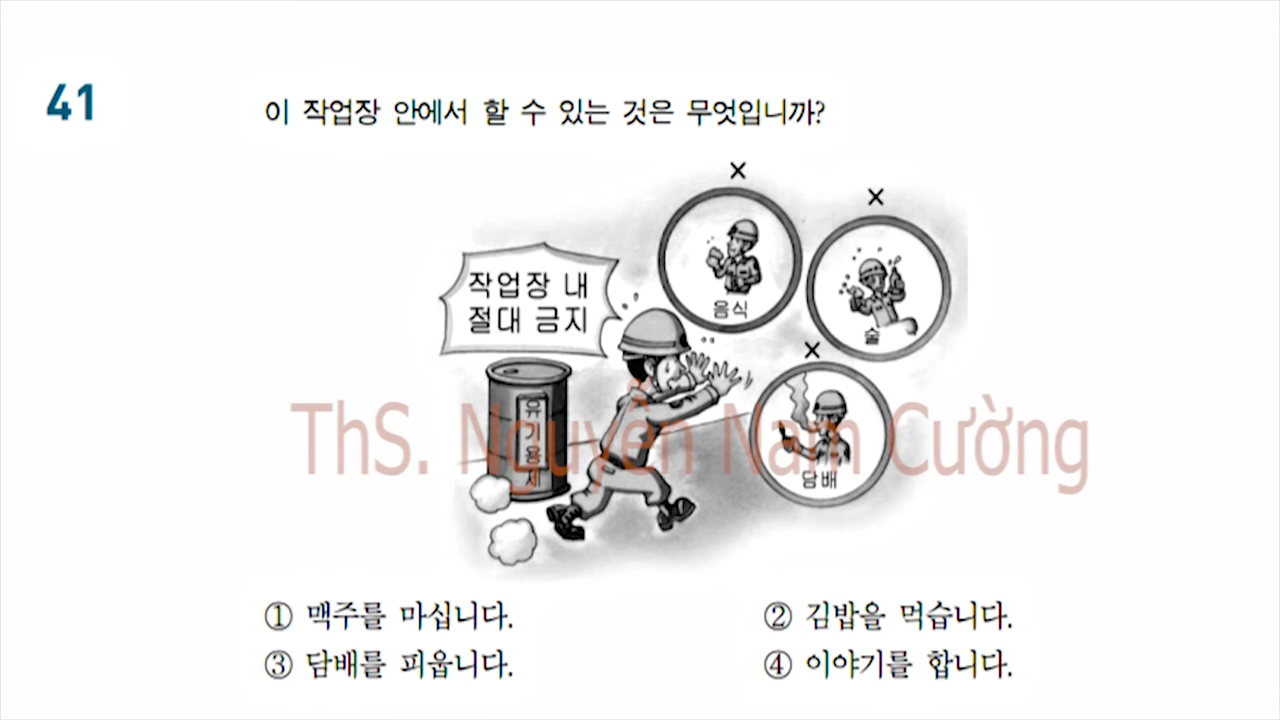 41
이 작업장 안에서 할 수 있는 것은 무엇입니까?
×
×
작업장 내
절대 금지
음식
술
×
유기용제
담배
ThS. Nguyễn Nam Cường
① 맥주를 마십니다.
② 김밥을 먹습니다.
③ 담배를 피웁니다.
④ 이야기를 합니다.